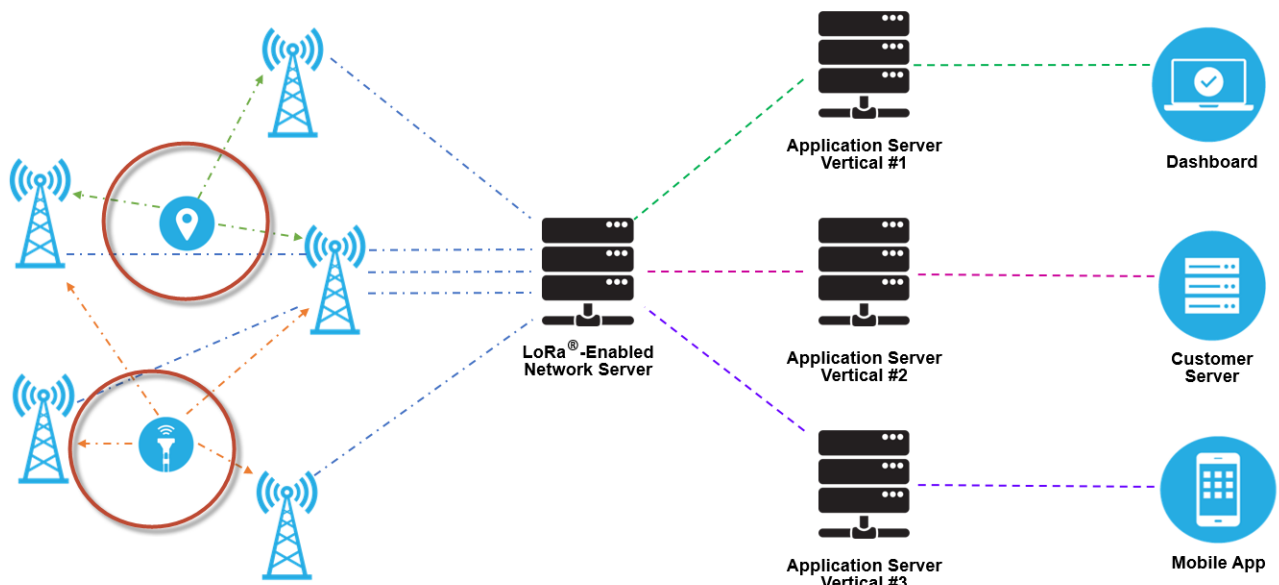 Application Server
Vertical #1
Dashboard
LoRa®-Enabled
Network Server
Application Server
Vertical #2
Customer
Server
Application Server
Vertical #3
Mobile App